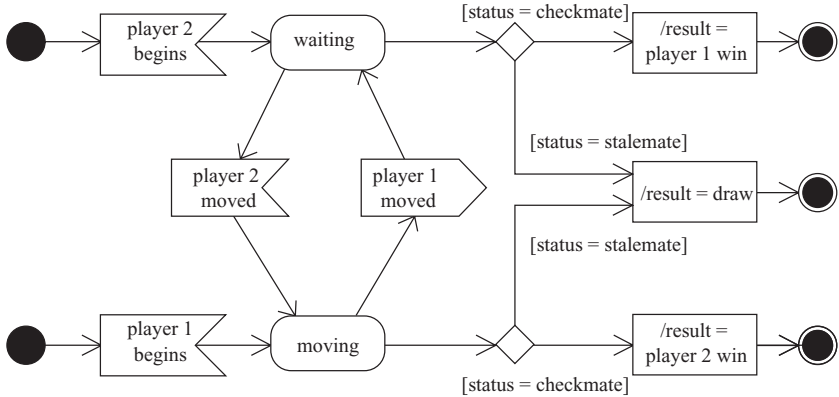 [status = checkmate]
player 2
begins
waiting
/result =
player 1 win
[status = stalemate]
player 2
moved
player 1
moved
/result = draw
[status = stalemate]
player 1
begins
moving
/result =
player 2 win
[status = checkmate]